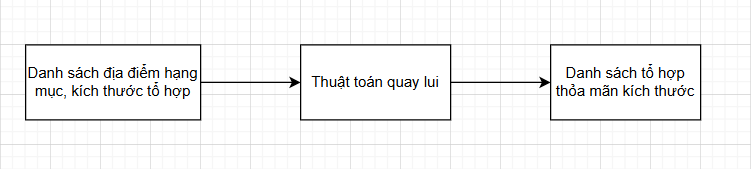 Danh sách địa điểm hạng
mục, kích thước tổ hợp
Thuật toán quay lui
Danh sách tổ hợp
thỏa mãn kích thước